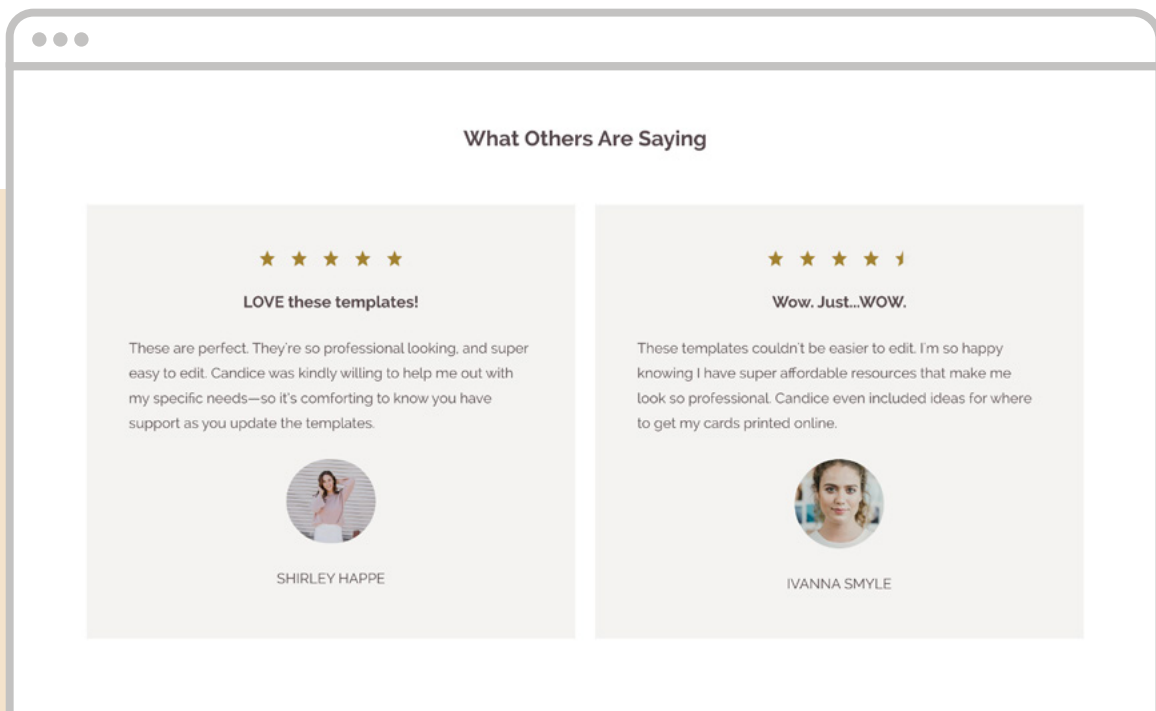 What Others Are Saying
LOVE these templates!
These are perfect. They're so professional looking, and super
easy to edit. Candice was kindly willing to help me out with
my specific needs—so it's comforting to know you have
support as you update the templates.
SHIRLEY HAPPE
Wow. Just...WOW.
These templates couldn't be easier to edit. I'm so happy
knowing I have super affordable resources that make me
look so professional. Candice even included ideas for where
to get my cards printed online.
IVANNA SMYLE